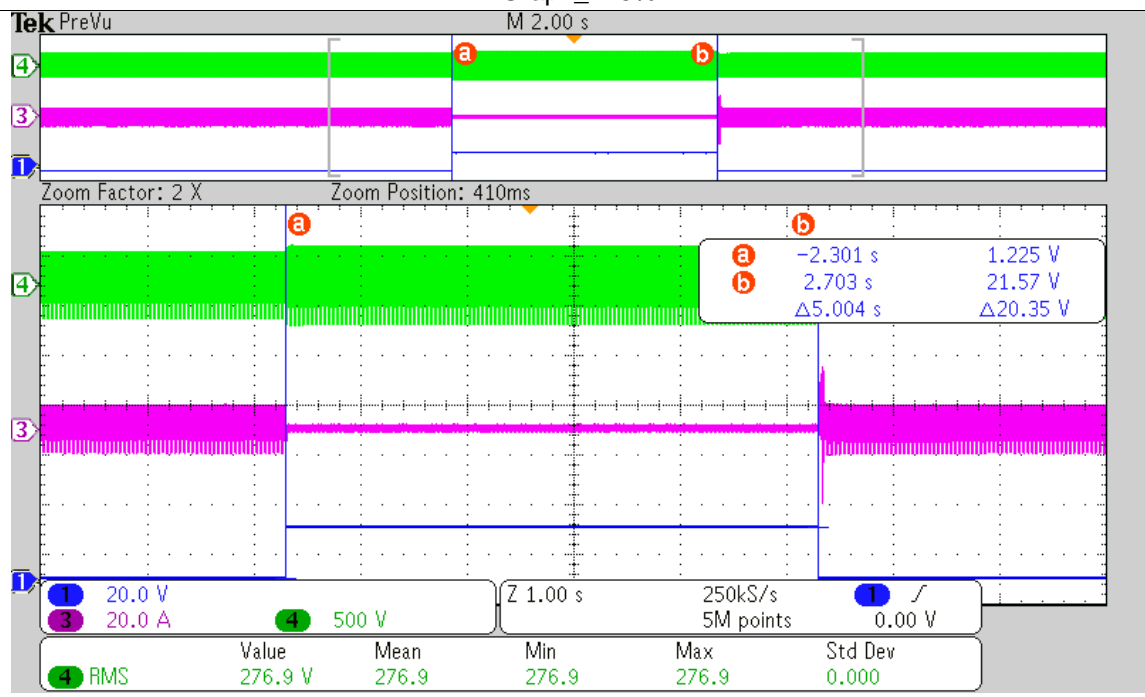 Tek PreVu M 2.00 s
a b
4
3
1
Zoom Factor: 2 X Zoom Position: 410ms
a b
a -2.301 s 1.225 V
b 2.703 s 21.57 V
△5.004 s △20.35 V
4
3
1
1 20.0 V
3 20.0 A 4 500 V
Z 1.00 s 250kS/s 1 /
5M points 0.00 V
Value Mean Min Max Std Dev
4 RMS 276.9 V 276.9 276.9 276.9 0.000